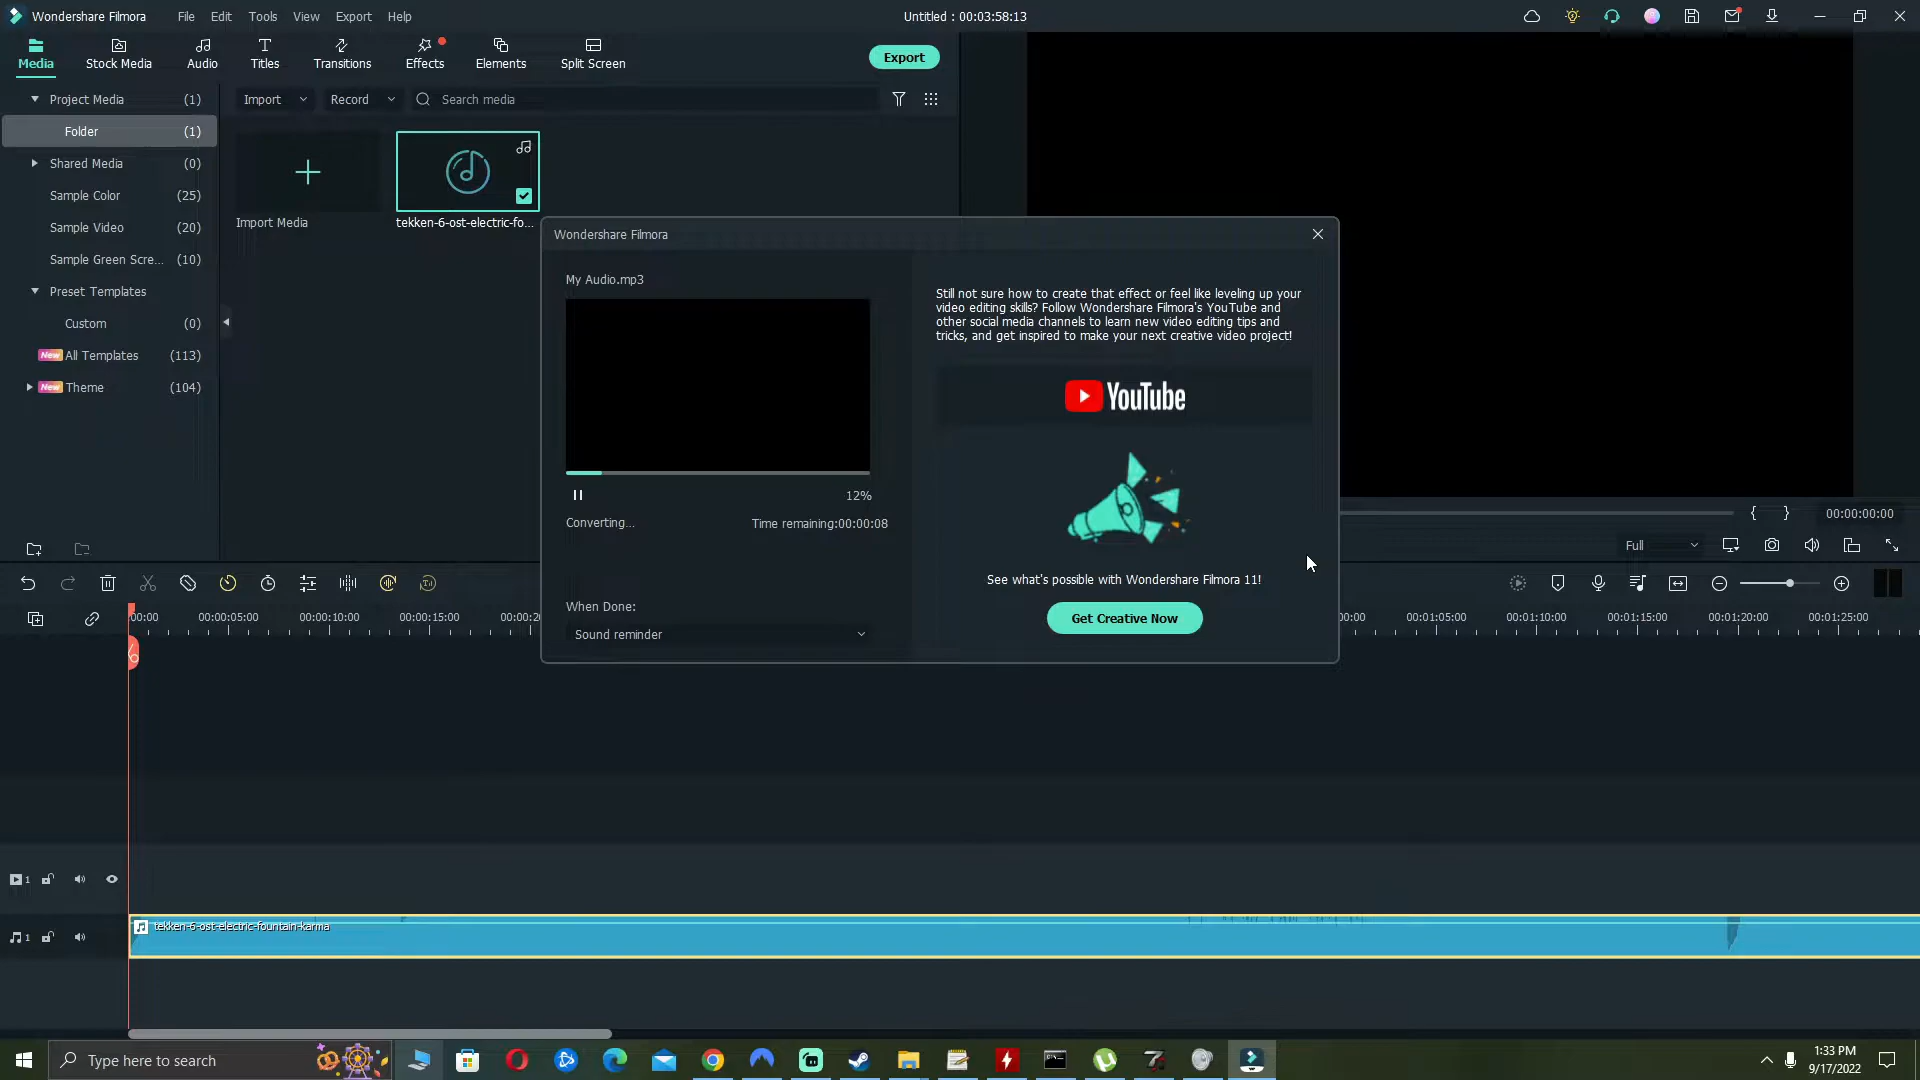 Wondershare Filmora
File
Edit
Tools
View
Export
Help
Untitled : 00:03:58:13
Media
Stock Media
Audio
Titles
Transitions
Effects
Elements
Split Screen
Export
Project Media (1)
Folder (1)
Shared Media (0)
Sample Color (25)
Sample Video (20)
Sample Green Scre... (10)
Preset Templates
Custom (0)
New All Templates (113)
New Theme (104)
Import
Record
Search media
Import Media
tekken-6-ost-electric-fo...
Wondershare Filmora
My Audio.mp3
12%
Converting...
Time remaining:00:00:08
When Done:
Sound reminder
Still not sure how to create that effect or feel like leveling up your
video editing skills? Follow Wondershare Filmora's YouTube and
other social media channels to learn new video editing tips and
tricks, and get inspired to make your next creative video project!
YouTube
See what's possible with Wondershare Filmora 11!
Get Creative Now
{ }
00:00:00:00
Full
00:00
00:00:05:00
00:00:10:00
00:00:15:00
00:00:2
00:00
00:01:05:00
00:01:10:00
00:01:15:00
00:01:20:00
00:01:25:00
1
1
tekken-6-ost-electric-fountain-karma
Type here to search
1:33 PM
9/17/2022